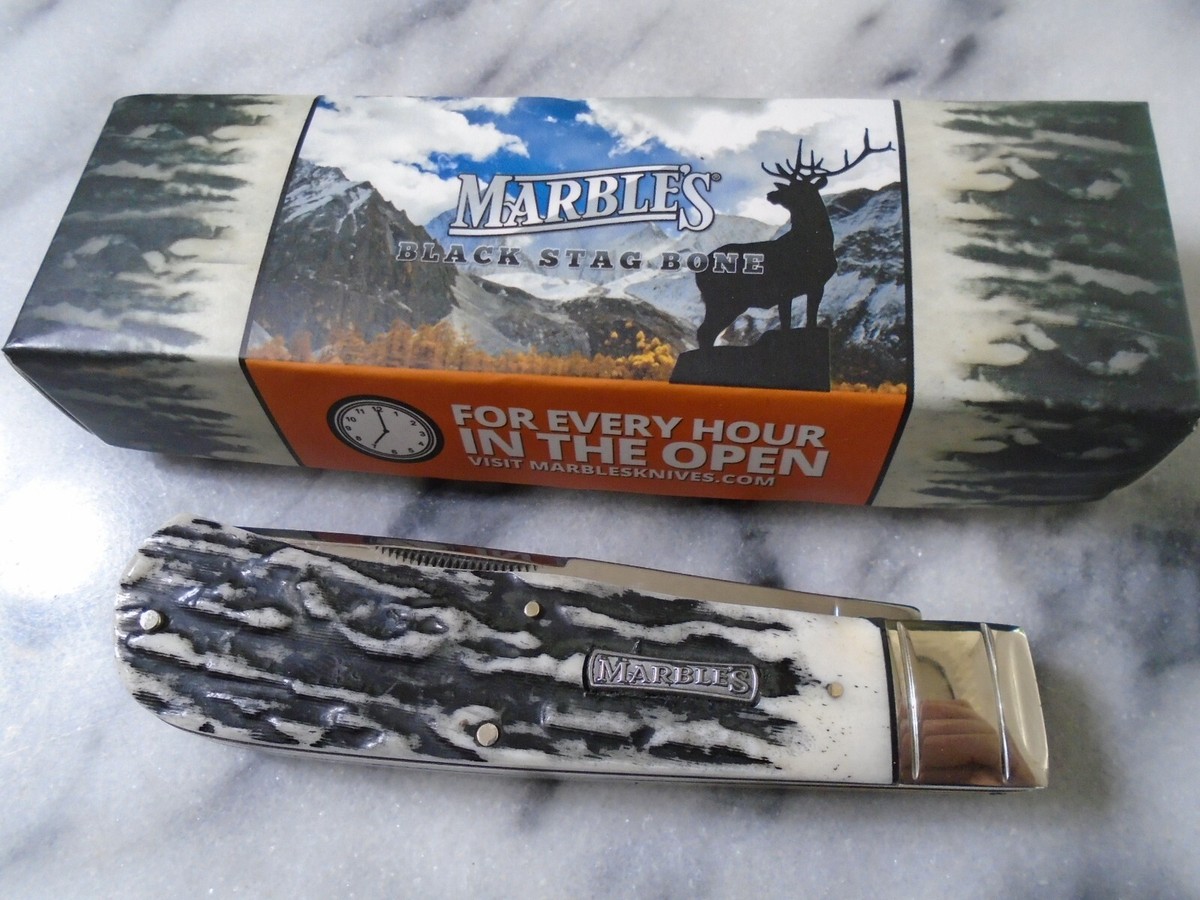 MARBLE'S®
BLACK STAG BONE
FOR EVERY HOUR
IN THE OPEN
VISIT MARBLESKNIVES.COM
MARBLE'S